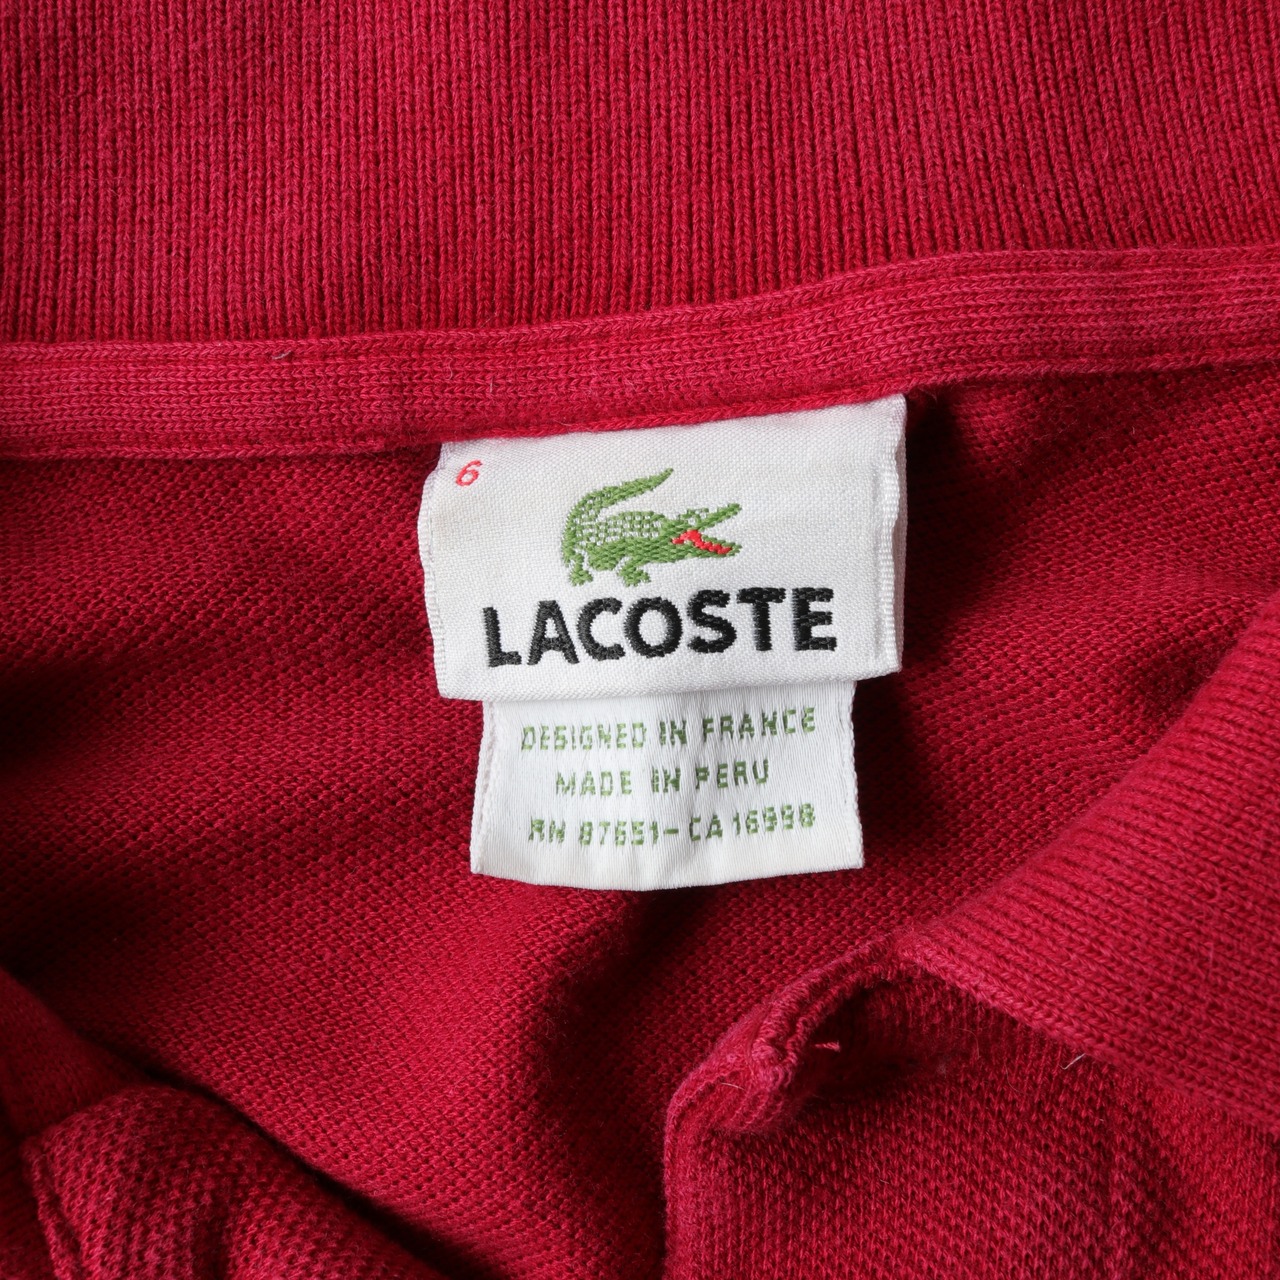 6
LACOSTE
DESIGNED IN FRANCE
MADE IN PERU
RN 87651-CA 16998